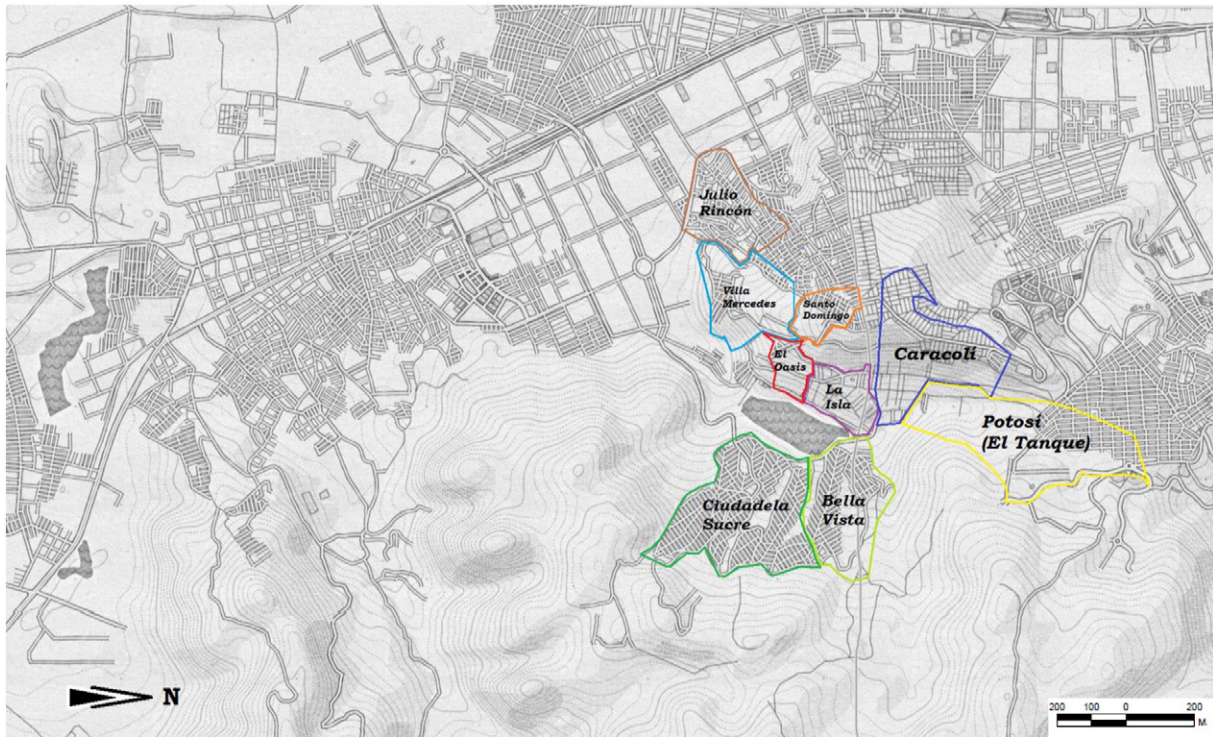 Julio
Rincón
Villa
Mercedes
Santo
Domingo
El
Oasis
La
Isla
Caracolí
Potosí
(El Tanque)
Ciudadela
Sucre
Bella
Vista
N
200 100 0 200
M